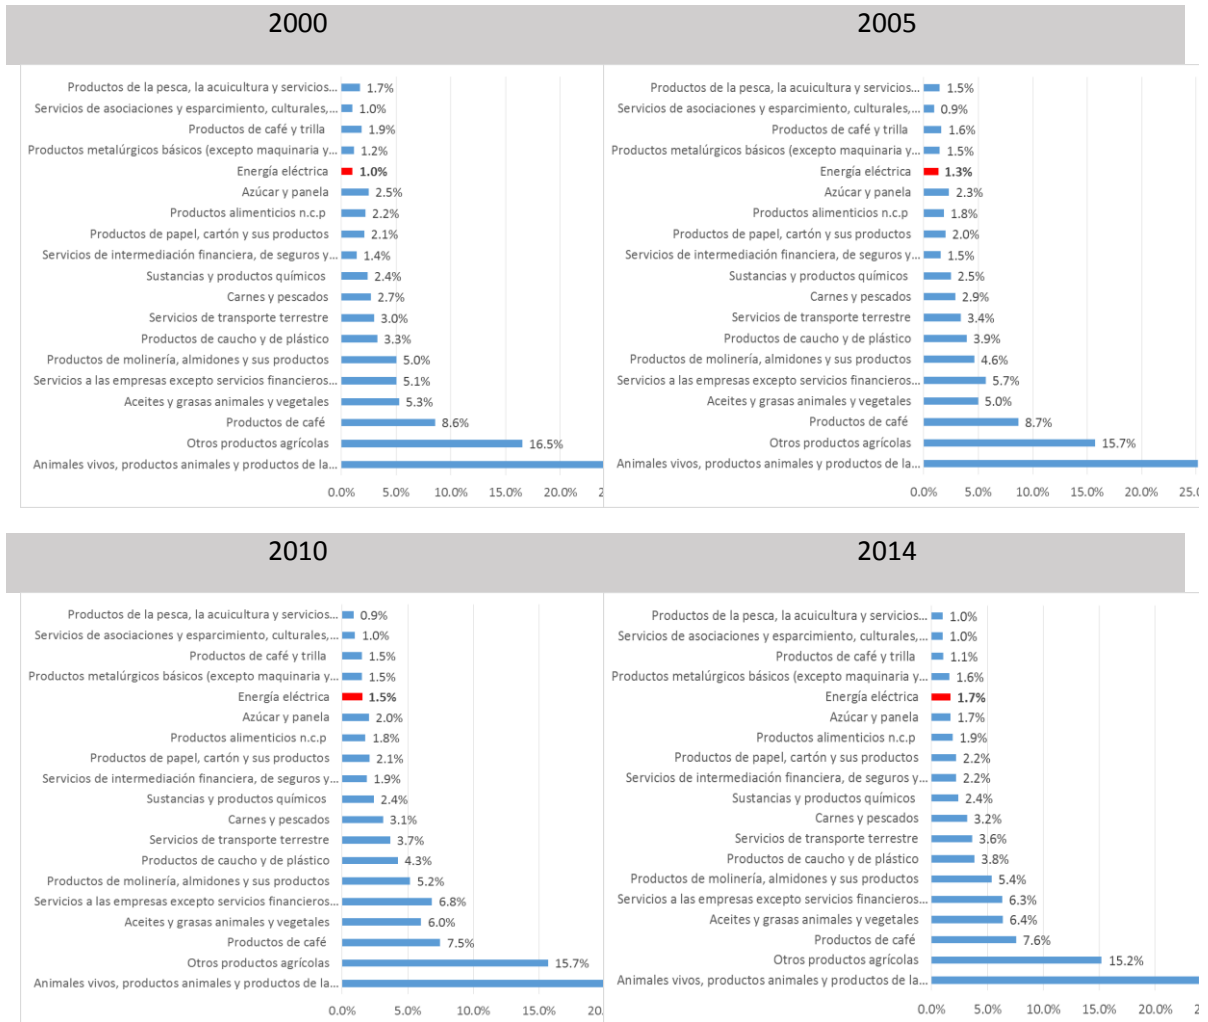 2000
2005
Productos de la pesca, la acuicultura y servicios... 1.7%
Servicios de asociaciones y esparcimiento, culturales,... 1.0%
Productos de café y trilla 1.9%
Productos metalúrgicos básicos (excepto maquinaria y... 1.2%
Energía eléctrica 1.0%
Azúcar y panela 2.5%
Productos alimenticios n.c.p 2.2%
Productos de papel, cartón y sus productos 2.1%
Servicios de intermediación financiera, de seguros y... 1.4%
Sustancias y productos químicos 2.4%
Carnes y pescados 2.7%
Servicios de transporte terrestre 3.0%
Productos de caucho y de plástico 3.3%
Productos de molinería, almidones y sus productos 5.0%
Servicios a las empresas excepto servicios financieros... 5.1%
Aceites y grasas animales y vegetales 5.3%
Productos de café 8.6%
Otros productos agrícolas 16.5%
Animales vivos, productos animales y productos de la...
0.0% 5.0% 10.0% 15.0% 20.0% 2
Productos de la pesca, la acuicultura y servicios... 1.5%
Servicios de asociaciones y esparcimiento, culturales,... 0.9%
Productos de café y trilla 1.6%
Productos metalúrgicos básicos (excepto maquinaria y... 1.5%
Energía eléctrica 1.3%
Azúcar y panela 2.3%
Productos alimenticios n.c.p 1.8%
Productos de papel, cartón y sus productos 2.0%
Servicios de intermediación financiera, de seguros y... 1.5%
Sustancias y productos químicos 2.5%
Carnes y pescados 2.9%
Servicios de transporte terrestre 3.4%
Productos de caucho y de plástico 3.9%
Productos de molinería, almidones y sus productos 4.6%
Servicios a las empresas excepto servicios financieros... 5.7%
Aceites y grasas animales y vegetales 5.0%
Productos de café 8.7%
Otros productos agrícolas 15.7%
Animales vivos, productos animales y productos de la...
0.0% 5.0% 10.0% 15.0% 20.0% 25.0
2010
2014
Productos de la pesca, la acuicultura y servicios... 0.9%
Servicios de asociaciones y esparcimiento, culturales,... 1.0%
Productos de café y trilla 1.5%
Productos metalúrgicos básicos (excepto maquinaria y... 1.5%
Energía eléctrica 1.5%
Azúcar y panela 2.0%
Productos alimenticios n.c.p 1.8%
Productos de papel, cartón y sus productos 2.1%
Servicios de intermediación financiera, de seguros y... 1.9%
Sustancias y productos químicos 2.4%
Carnes y pescados 3.1%
Servicios de transporte terrestre 3.7%
Productos de caucho y de plástico 4.3%
Productos de molinería, almidones y sus productos 5.2%
Servicios a las empresas excepto servicios financieros... 6.8%
Aceites y grasas animales y vegetales 6.0%
Productos de café 7.5%
Otros productos agrícolas 15.7%
Animales vivos, productos animales y productos de la...
0.0% 5.0% 10.0% 15.0% 20.
Productos de la pesca, la acuicultura y servicios... 1.0%
Servicios de asociaciones y esparcimiento, culturales,... 1.0%
Productos de café y trilla 1.1%
Productos metalúrgicos básicos (excepto maquinaria y... 1.6%
Energía eléctrica 1.7%
Azúcar y panela 1.7%
Productos alimenticios n.c.p 1.9%
Productos de papel, cartón y sus productos 2.2%
Servicios de intermediación financiera, de seguros y... 2.2%
Sustancias y productos químicos 2.4%
Carnes y pescados 3.2%
Servicios de transporte terrestre 3.6%
Productos de caucho y de plástico 3.8%
Productos de molinería, almidones y sus productos 5.4%
Servicios a las empresas excepto servicios financieros... 6.3%
Aceites y grasas animales y vegetales 6.4%
Productos de café 7.6%
Otros productos agrícolas 15.2%
Animales vivos, productos animales y productos de la...
0.0% 5.0% 10.0% 15.0% 20.0% 2